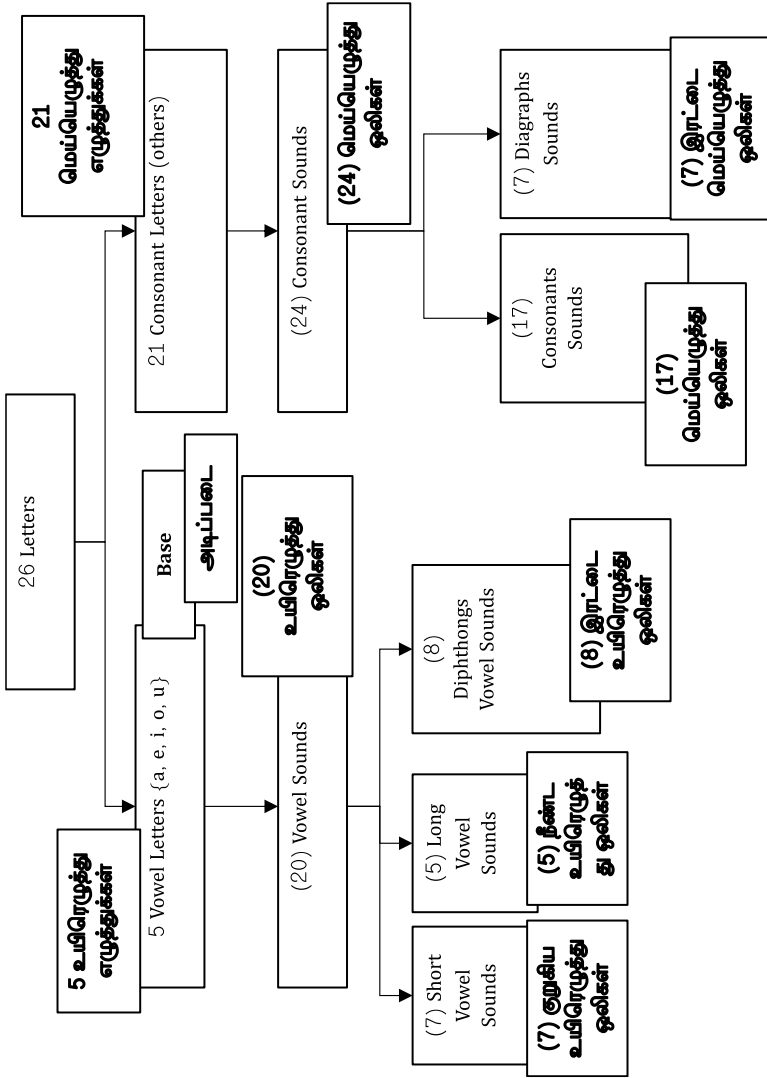 26 Letters
5 உயிரெழுத்து
எழுத்துக்கள்
5 Vowel Letters {a, e, i, o, u}
Base
அடிப்படை
21
மெய்யெழுத்து
எழுத்துக்கள்
21 Consonant Letters (others)
(20) Vowel Sounds
(20)
உயிரெழுத்து
ஒலிகள்
(24) Consonant Sounds
(24) மெய்யெழுத்து
ஒலிகள்
(7) Short
Vowel
Sounds
(7) குறுகிய
உயிரெழுத்து
ஒலிகள்
(5) Long
Vowel
Sounds
(5) நீண்ட
உயிரெழுத்
து ஒலிகள்
(8)
Diphthongs
Vowel Sounds
(8) இரட்டை
உயிரெழுத்து
ஒலிகள்
(17)
Consonants
Sounds
(17)
மெய்யெழுத்து
ஒலிகள்
(7) Diagraphs
Sounds
(7) இரட்டை
மெய்யெழுத்து
ஒலிகள்